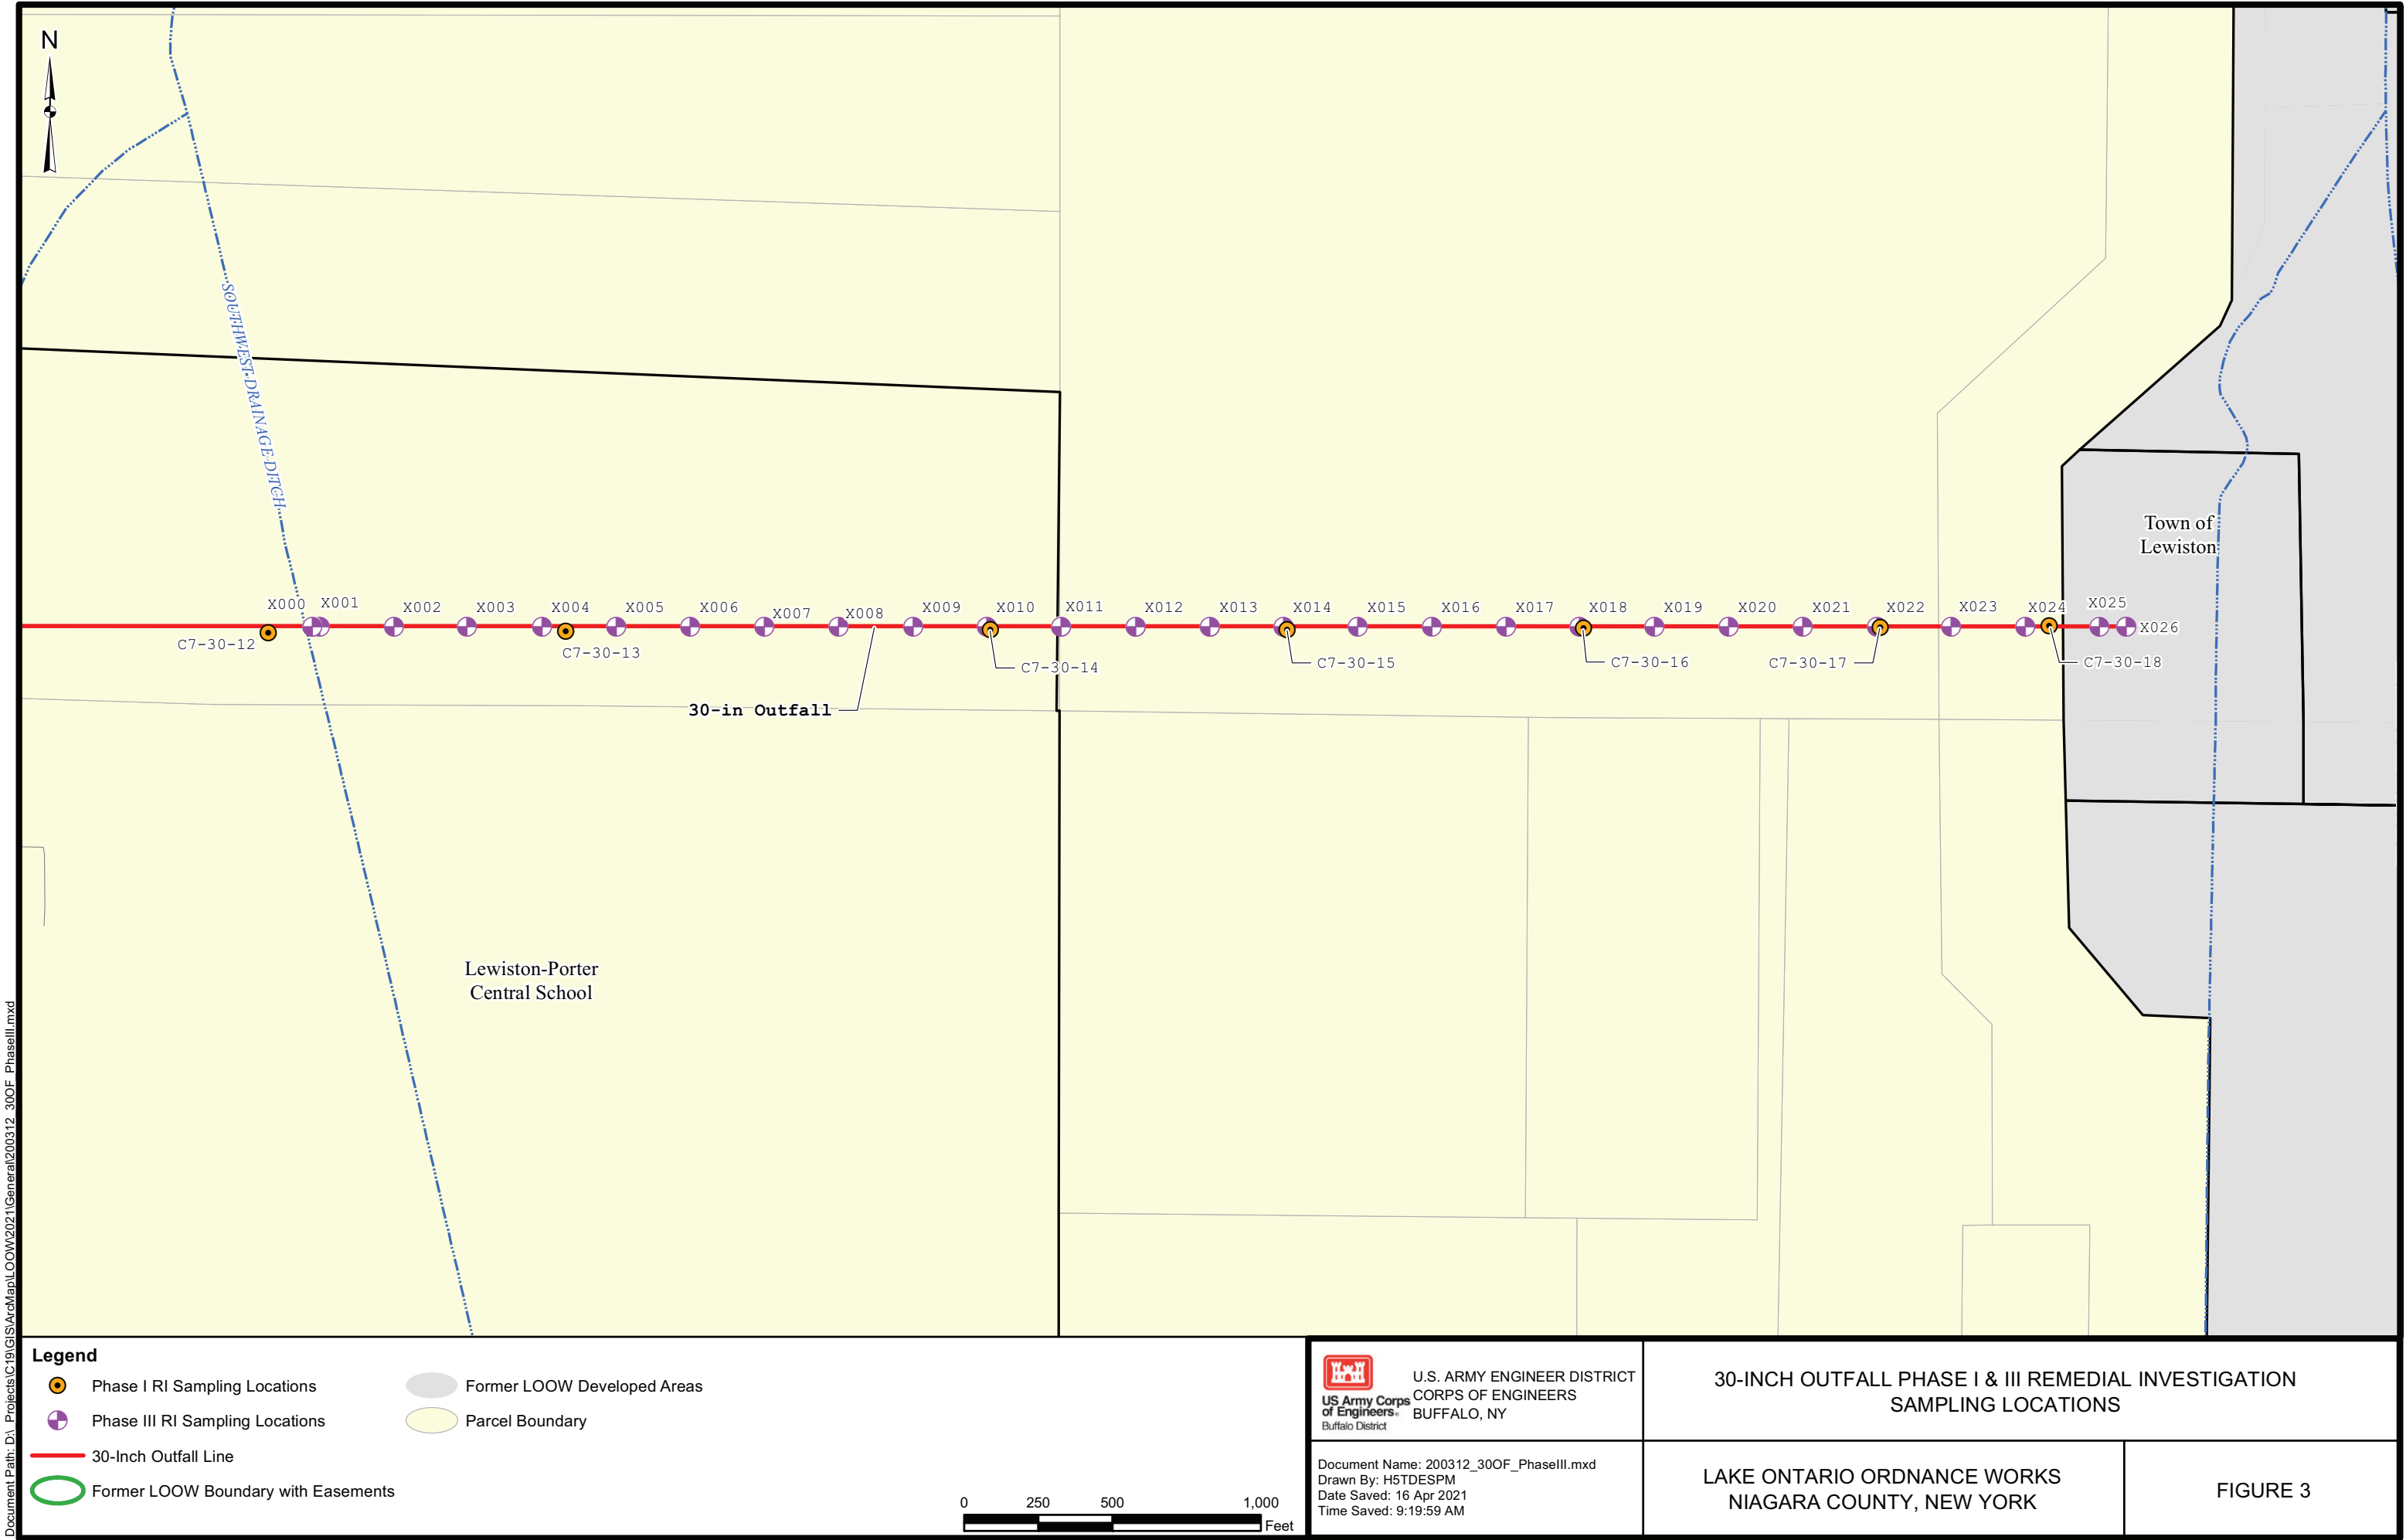 N
SOUTHWEST DRAINAGE DITCH
Town of
Lewiston
X000 X001 X002 X003 X004 X005 X006 X007 X008 X009 X010 X011 X012 X013 X014 X015 X016 X017 X018 X019 X020 X021 X022 X023 X024 X025
X026
C7-30-12 C7-30-13 C7-30-14 C7-30-15 C7-30-16 C7-30-17 C7-30-18
30-in Outfall
Lewiston-Porter
Central School
Document Path: D:\_Projects\C19\GIS\ArcMap\LOOW\2021\General\200312_30OF_PhaseIII.mxd
Legend
Phase I RI Sampling Locations
Phase III RI Sampling Locations
30-Inch Outfall Line
Former LOOW Boundary with Easements
Former LOOW Developed Areas
Parcel Boundary
0 250 500 1,000
Feet
US Army Corps
of Engineers®
Buffalo District
U.S. ARMY ENGINEER DISTRICT
CORPS OF ENGINEERS
BUFFALO, NY
30-INCH OUTFALL PHASE I & III REMEDIAL INVESTIGATION
SAMPLING LOCATIONS
Document Name: 200312_30OF_PhaseIII.mxd
Drawn By: H5TDESPM
Date Saved: 16 Apr 2021
Time Saved: 9:19:59 AM
LAKE ONTARIO ORDNANCE WORKS
NIAGARA COUNTY, NEW YORK
FIGURE 3